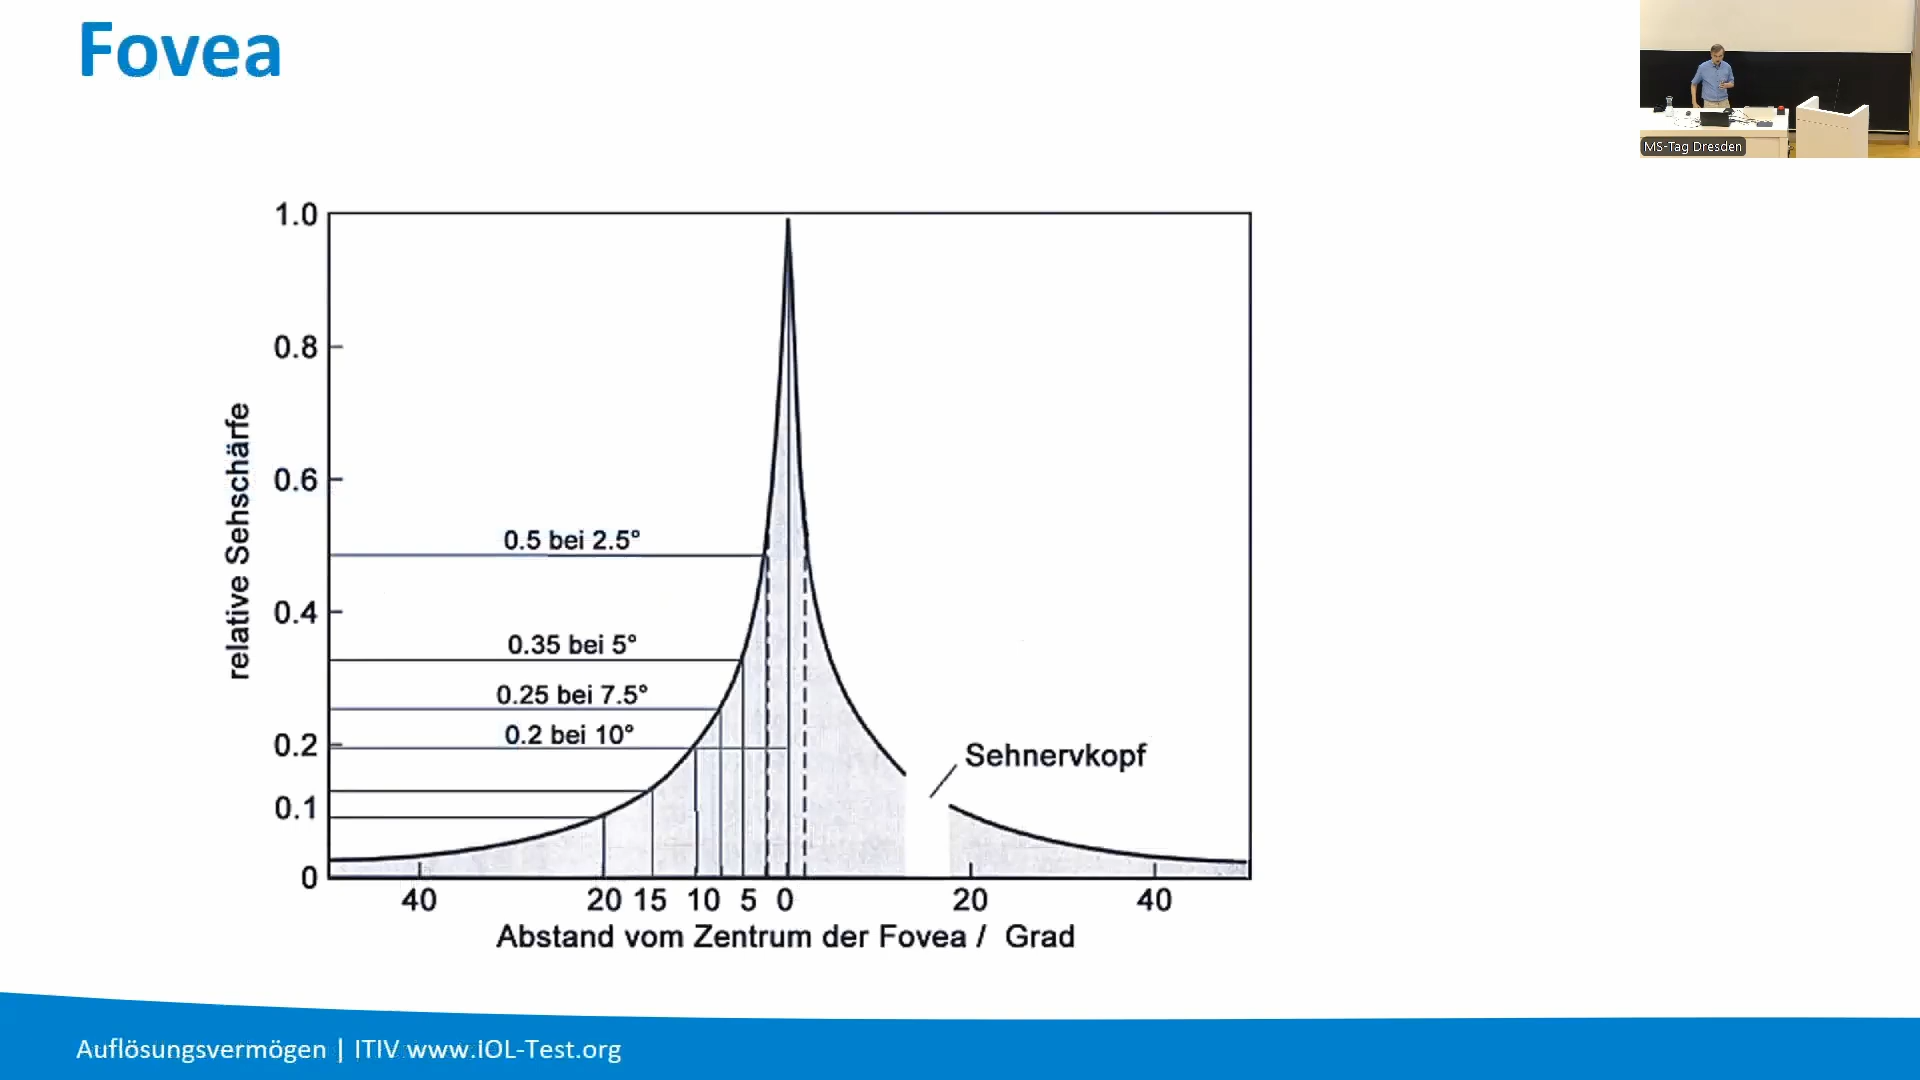 Fovea
MS-Tag Dresden
1.0
0.8
0.6
0.4
0.2
0.1
0
relative Sehschärfe
0.5 bei 2.5°
0.35 bei 5°
0.25 bei 7.5°
0.2 bei 10°
Sehnervkopf
40 20 15 10 5 0 20 40
Abstand vom Zentrum der Fovea / Grad
Auflösungsvermögen | ITIV www.IOL-Test.org